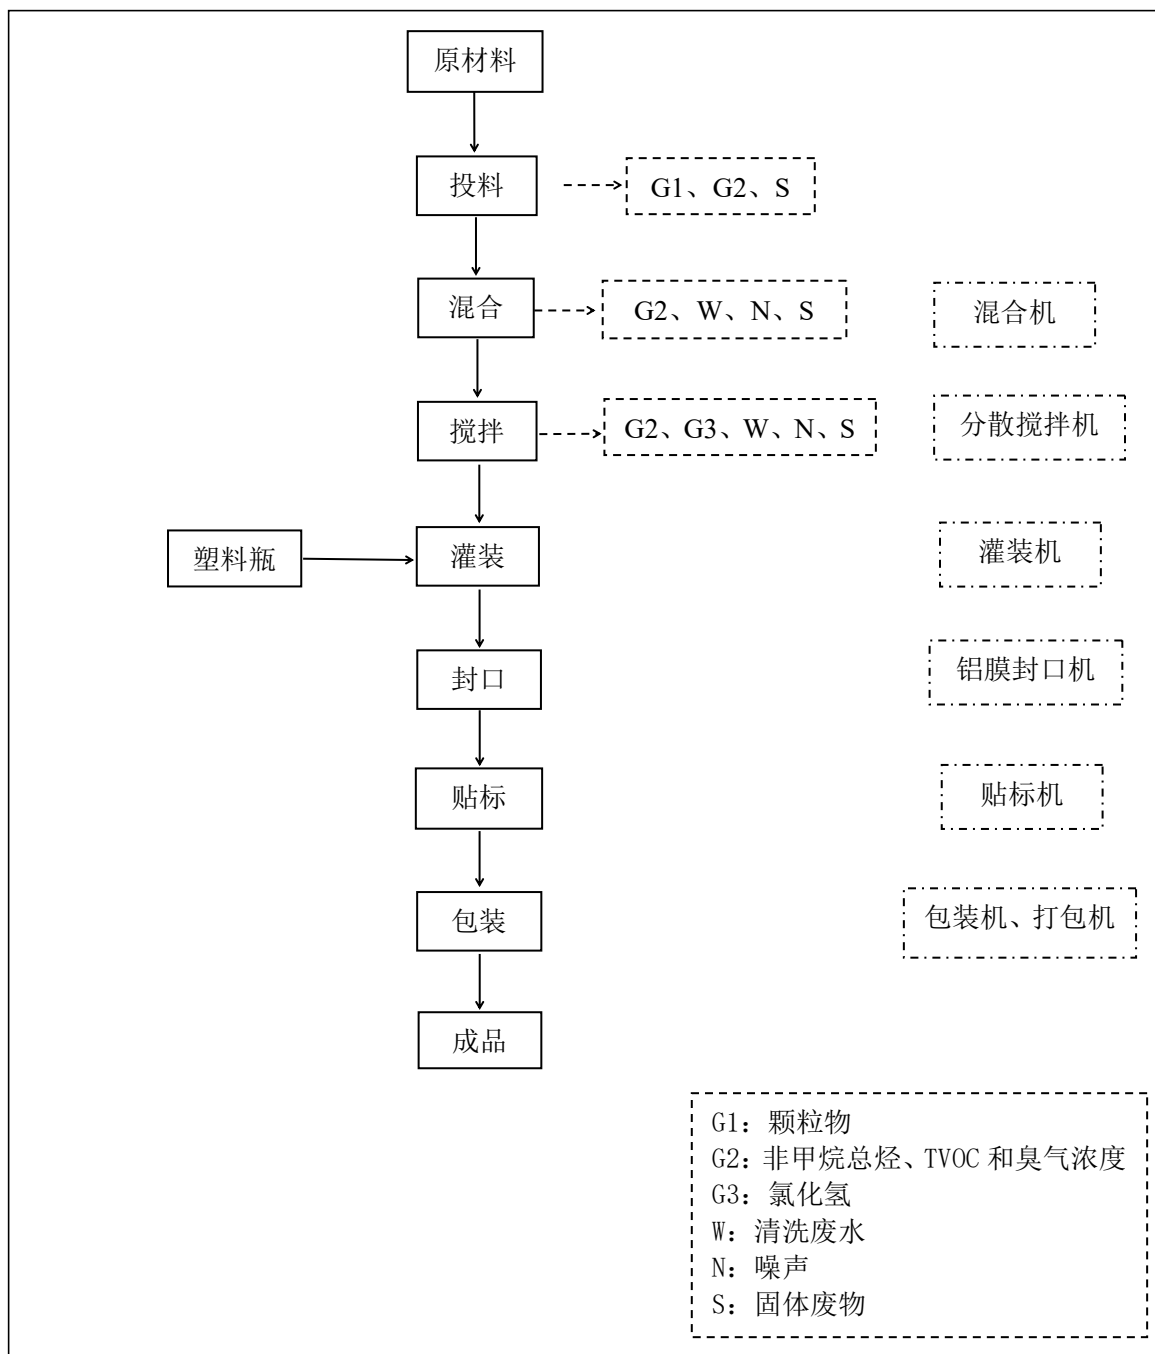 原材料
投料
G1、G2、S
混合
G2、W、N、S
混合机
搅拌
G2、G3、W、N、S
分散搅拌机
塑料瓶
灌装
灌装机
封口
铝膜封口机
贴标
贴标机
包装
包装机、打包机
成品
G1：颗粒物
G2：非甲烷总烃、TVOC和臭气浓度
G3：氯化氢
W：清洗废水
N：噪声
S：固体废物